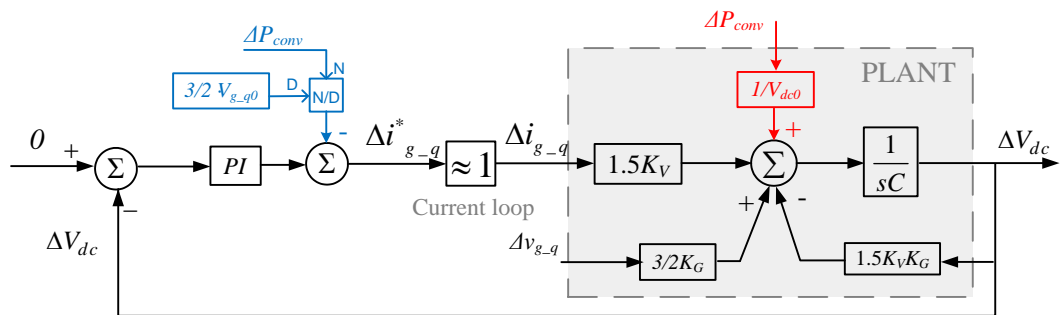 ΔP_conv
ΔP_conv
PLANT
N
3/2 V_g_q0
D
N/D
1/V_dc0
-
+
0
+
Σ
PI
Σ
Δi*_g_q
≈1
Δi_g_q
1.5K_V
Σ
1/sC
ΔV_dc
−
Current loop
+
-
ΔV_dc
Δv_g_q
3/2K_G
1.5K_VK_G